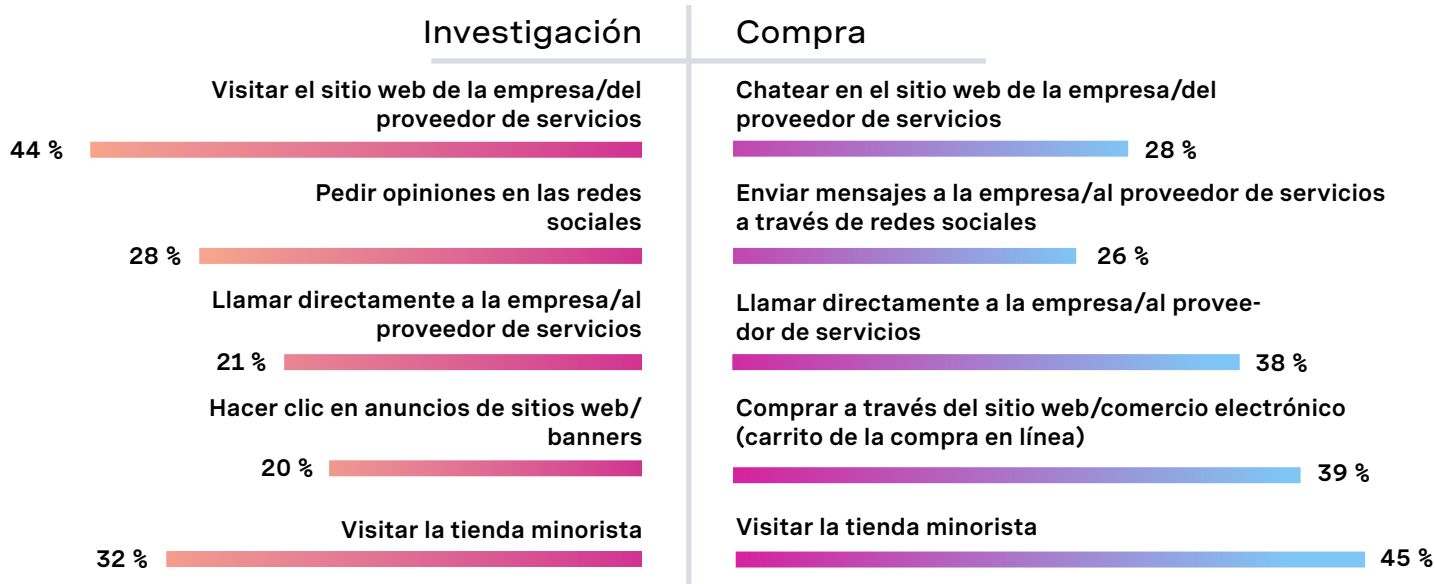 Investigación
Visitar el sitio web de la empresa/del
proveedor de servicios
44 %
Pedir opiniones en las redes
sociales
28 %
Llamar directamente a la empresa/al
proveedor de servicios
21 %
Hacer clic en anuncios de sitios web/
banners
20 %
Visitar la tienda minorista
32 %
Compra
Chatear en el sitio web de la empresa/del
proveedor de servicios
28 %
Enviar mensajes a la empresa/al proveedor de servicios
a través de redes sociales
26 %
Llamar directamente a la empresa/al provee-
dor de servicios
38 %
Comprar a través del sitio web/comercio electrónico
(carrito de la compra en línea)
39 %
Visitar la tienda minorista
45 %